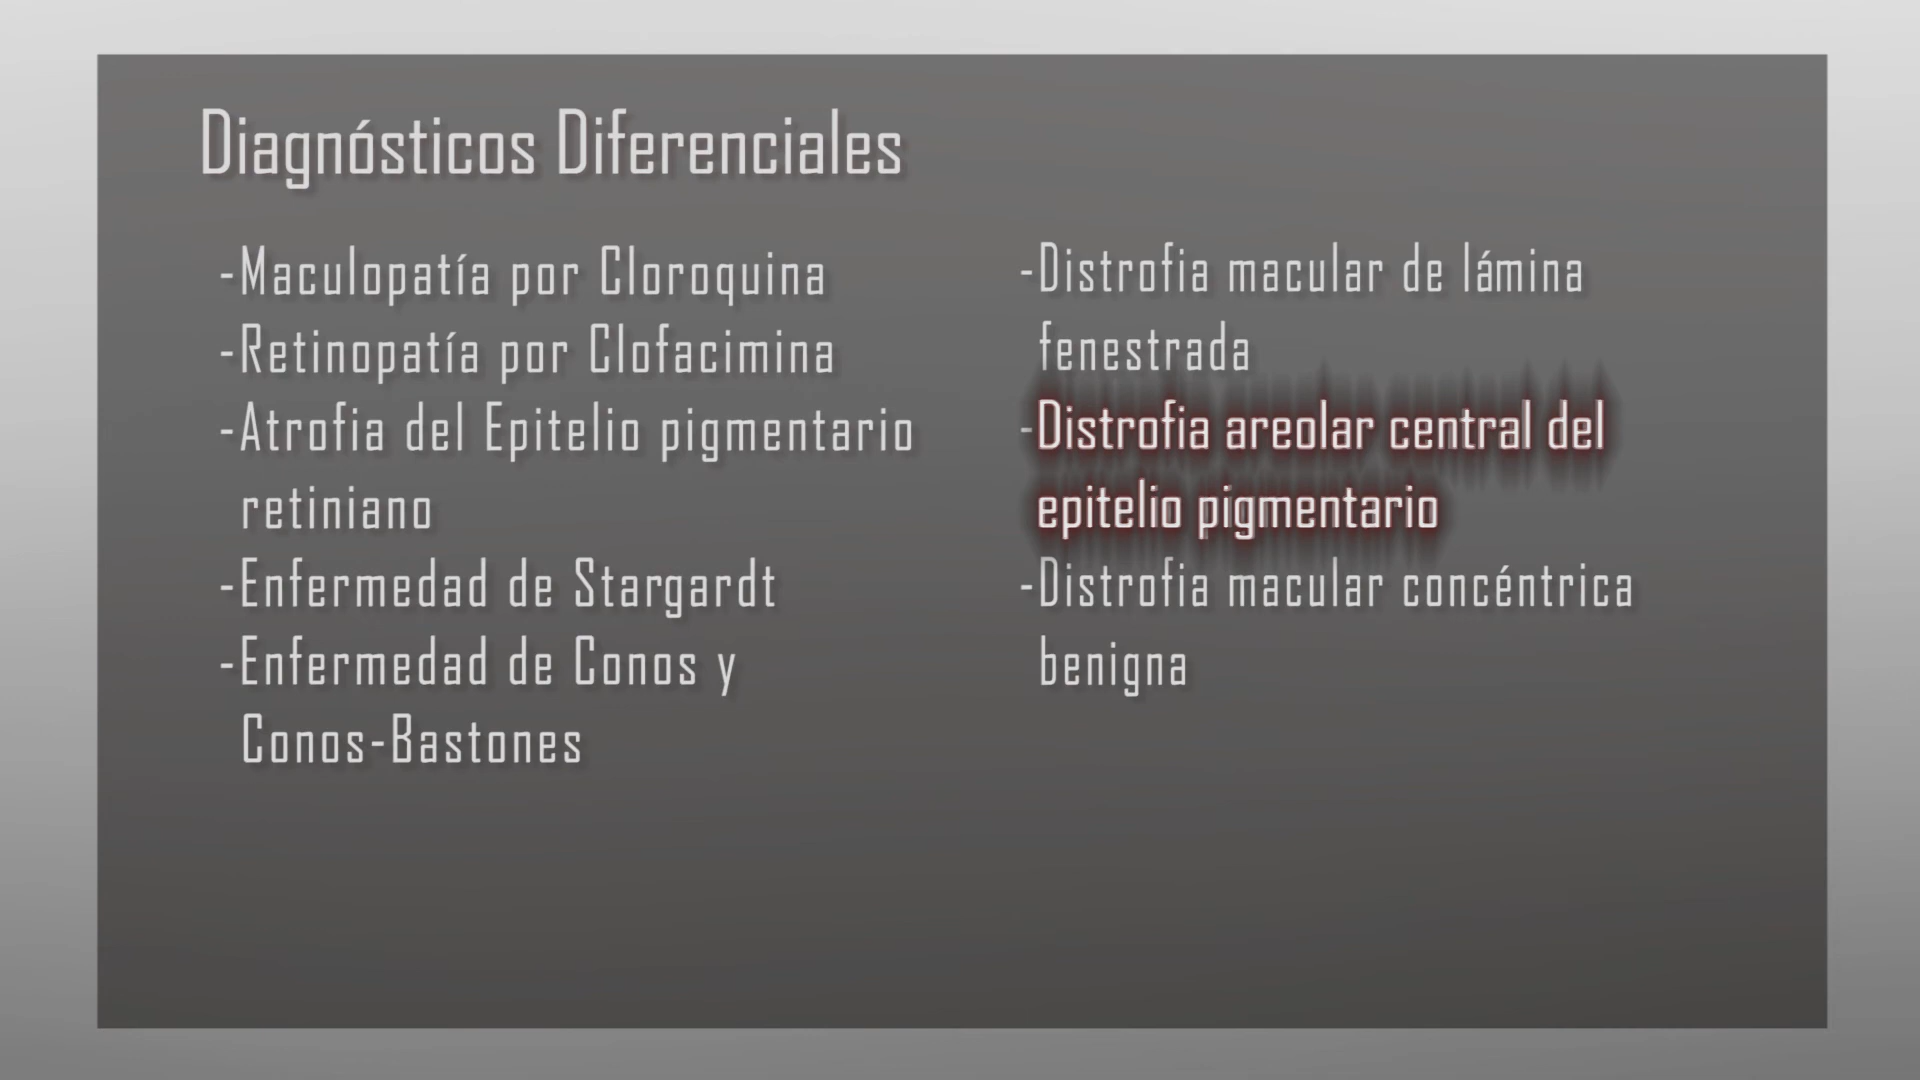 Diagnósticos Diferenciales
-Maculopatía por Cloroquina
-Retinopatía por Clofacimina
-Atrofia del Epitelio pigmentario
retiniano
-Enfermedad de Stargardt
-Enfermedad de Conos y
Conos-Bastones
-Distrofia macular de lámina
fenestrada
-Distrofia areolar central del
epitelio pigmentario
-Distrofia macular concéntrica
benigna